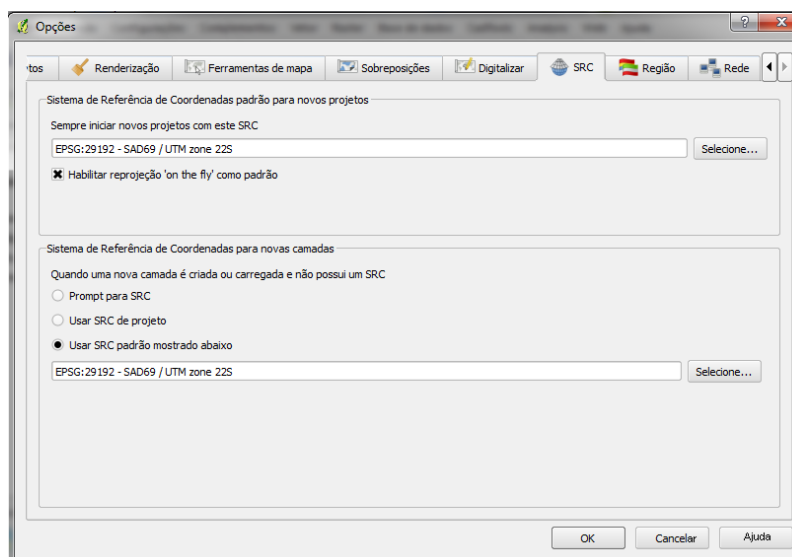 Opções
tos
Renderização
Ferramentas de mapa
Sobreposições
Digitalizar
SRC
Região
Rede
Sistema de Referência de Coordenadas padrão para novos projetos
Sempre iniciar novos projetos com este SRC
EPSG:29192 - SAD69 / UTM zone 22S
Selecione...
Habilitar reprojeção 'on the fly' como padrão
Sistema de Referência de Coordenadas para novas camadas
Quando uma nova camada é criada ou carregada e não possui um SRC
Prompt para SRC
Usar SRC de projeto
Usar SRC padrão mostrado abaixo
EPSG:29192 - SAD69 / UTM zone 22S
Selecione...
OK
Cancelar
Ajuda